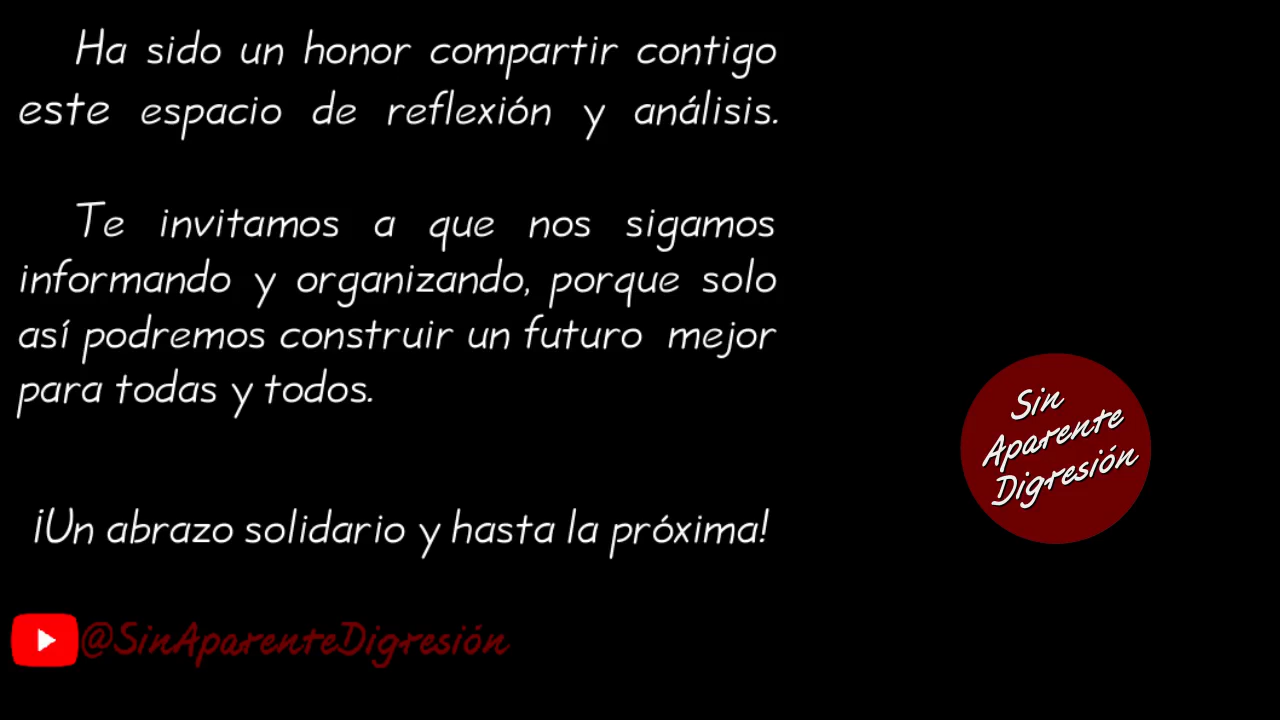 Ha sido un honor compartir contigo
este espacio de reflexión y análisis.
Te invitamos a que nos sigamos
informando y organizando, porque solo
así podremos construir un futuro mejor
para todas y todos.
¡Un abrazo solidario y hasta la próxima!
@SinAparenteDigresión
Sin
Aparente
Digresión